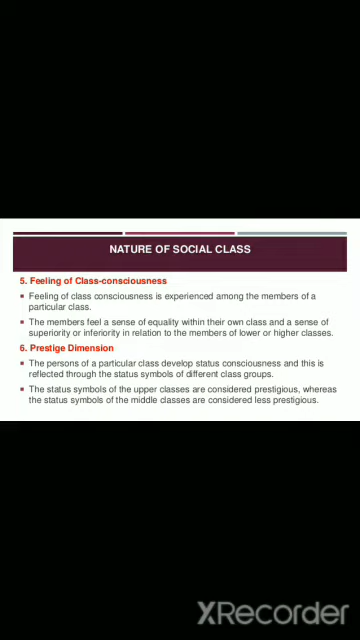 NATURE OF SOCIAL CLASS
5. Feeling of Class-consciousness
▪ Feeling of class consciousness is experienced among the members of a
particular class.
▪ The members feel a sense of equality within their own class and a sense of
superiority or inferiority in relation to the members of lower or higher classes.
6. Prestige Dimension
▪ The persons of a particular class develop status consciousness and this is
reflected through the status symbols of different class groups.
▪ The status symbols of the upper classes are considered prestigious, whereas
the status symbols of the middle classes are considered less prestigious.
XRecorder